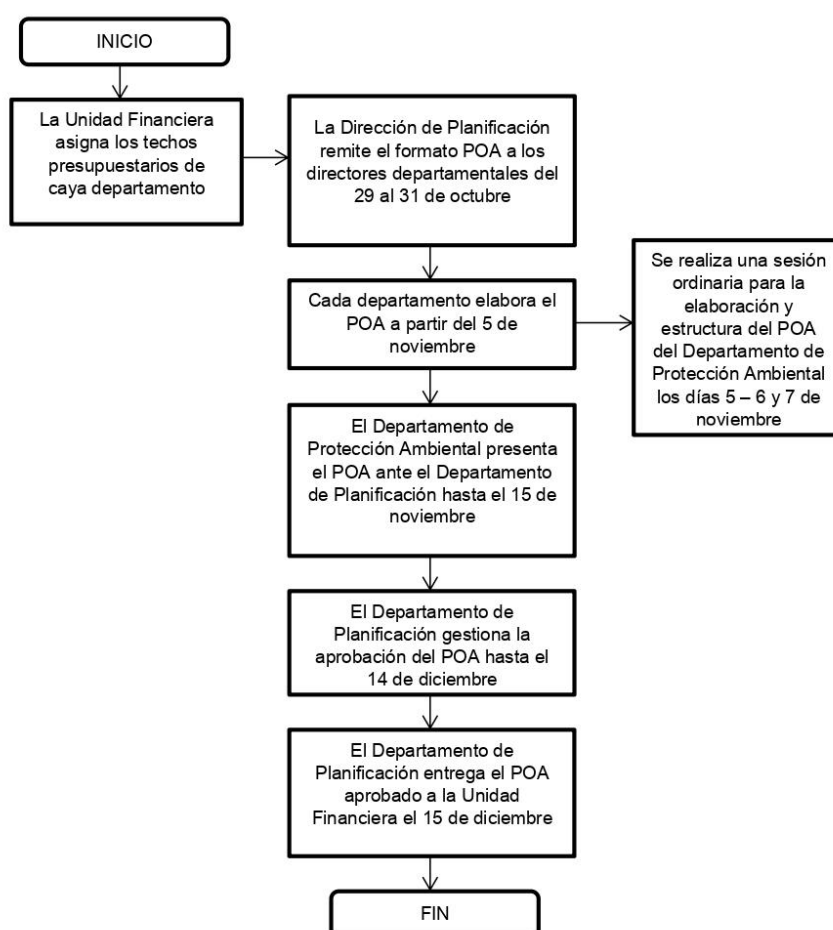 INICIO
La Unidad Financiera
asigna los techos
presupuestarios de
caya departamento
La Dirección de Planificación
remite el formato POA a los
directores departamentales del
29 al 31 de octubre
Cada departamento elabora el
POA a partir del 5 de
noviembre
Se realiza una sesión
ordinaria para la
elaboración y
estructura del POA
del Departamento de
Protección Ambiental
los días 5 – 6 y 7 de
noviembre
El Departamento de
Protección Ambiental presenta
el POA ante el Departamento
de Planificación hasta el 15 de
noviembre
El Departamento de
Planificación gestiona la
aprobación del POA hasta el
14 de diciembre
El Departamento de
Planificación entrega el POA
aprobado a la Unidad
Financiera el 15 de diciembre
FIN